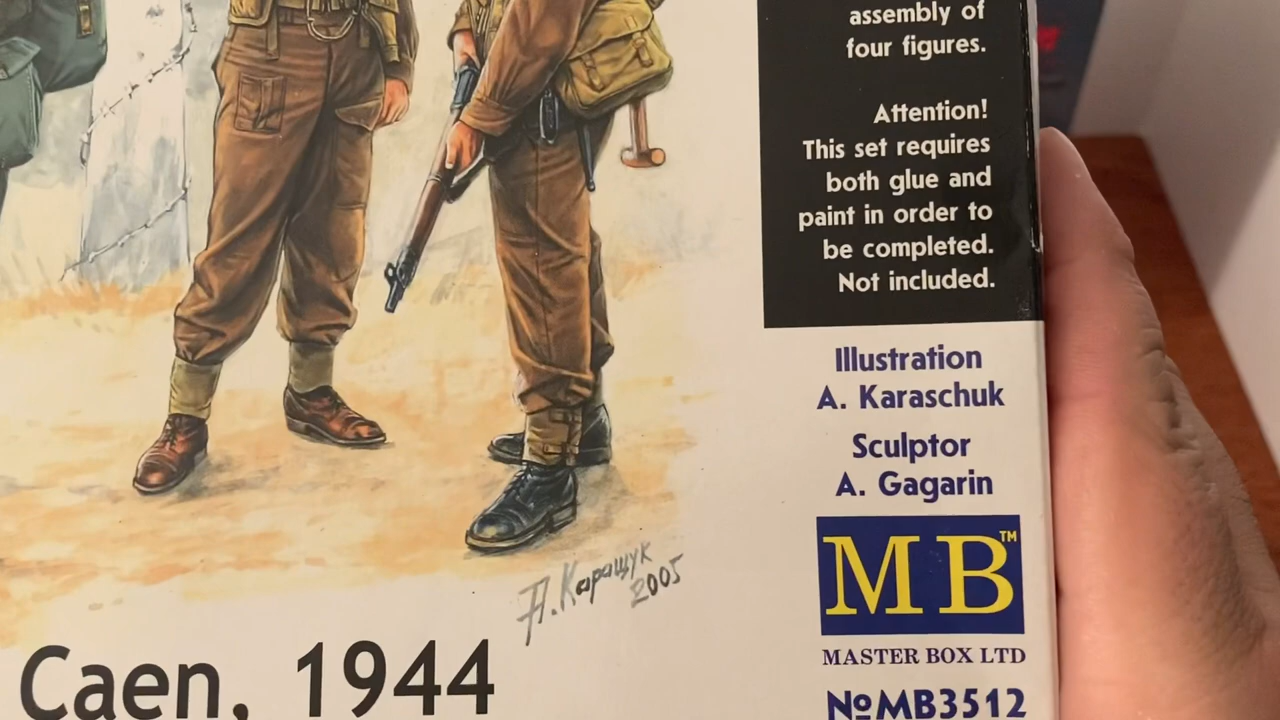 assembly of
four figures.
Attention!
This set requires
both glue and
paint in order to
be completed.
Not included.
Illustration
A. Karaschuk
Sculptor
A. Gagarin
MB™
MASTER BOX LTD
№MB3512
А.Каращук
2005
Caen, 1944